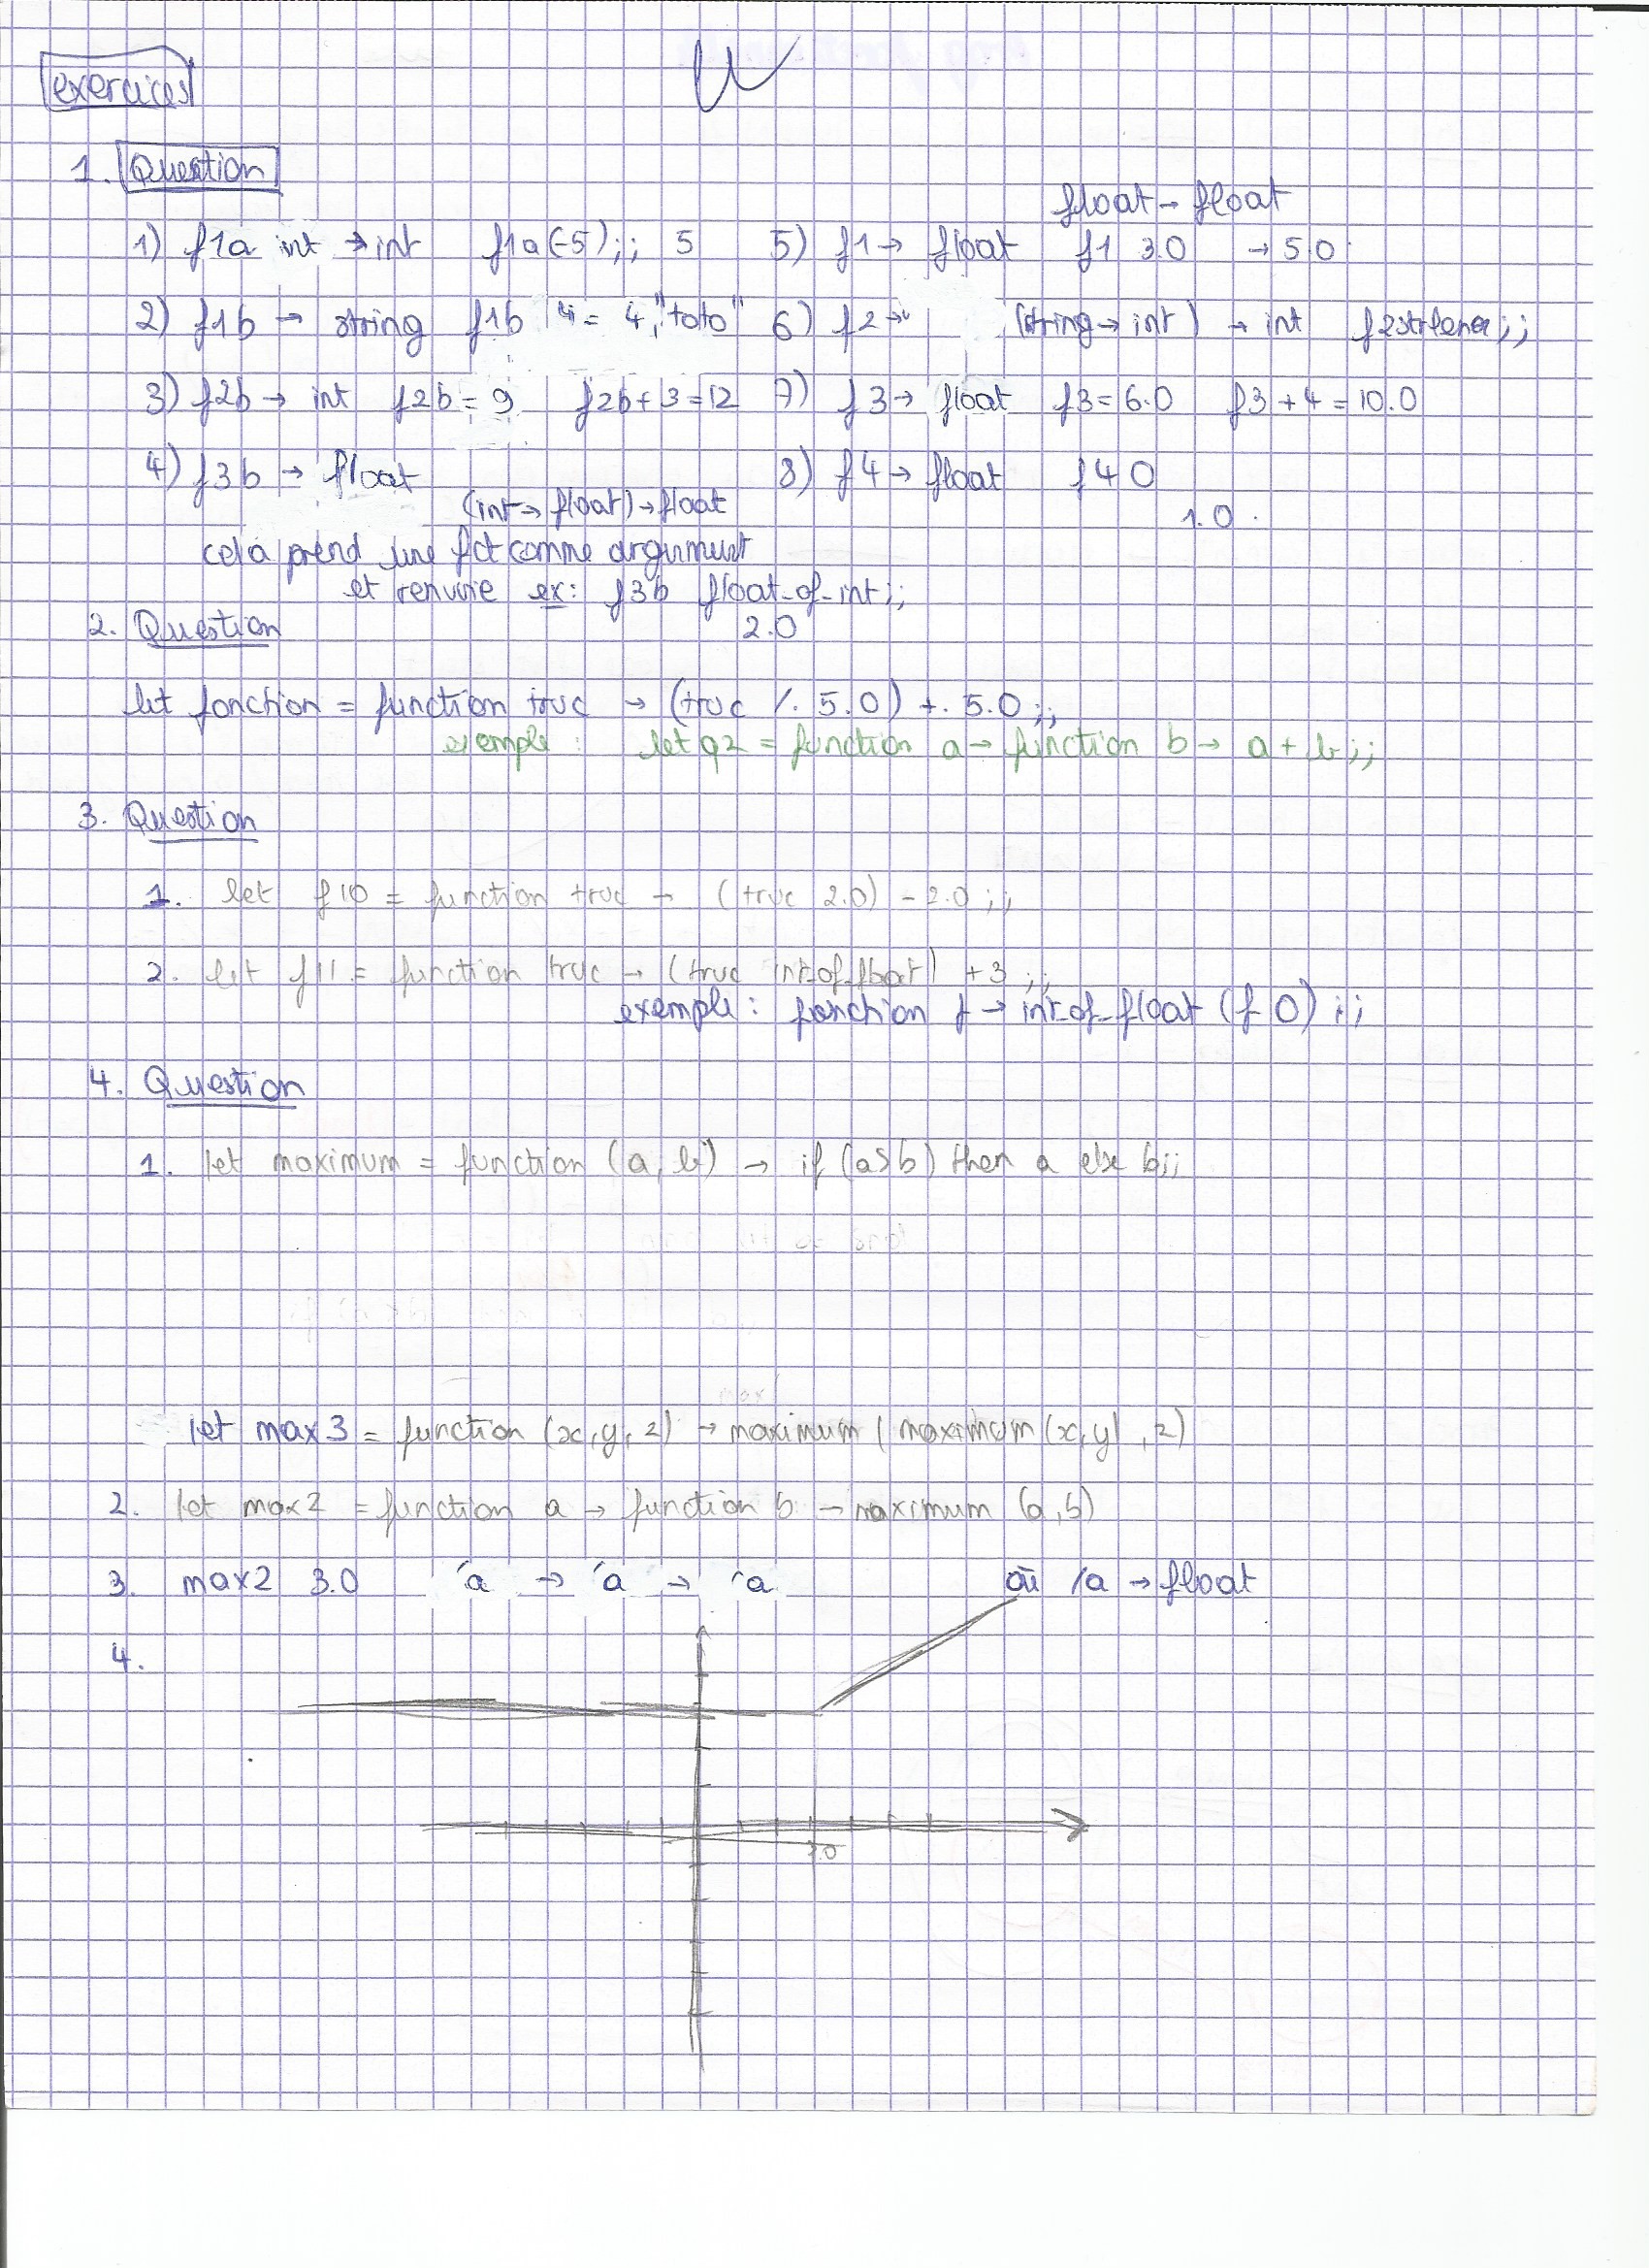 exercices
1. Question
float → float
1) f1a int → int f1a(-5);; 5 5) f1 → float f1 3.0 → 5.0
2) f1b → string f1b = 4,"toto" 6) f2 → (string → int) → int
3) f2b → int f2b = 9 f2b + 3 = 12 7) f3 → float f3 = 6.0 f3 + 4 = 10.0
4) f3b → float 8) f4 → float f4 0
(int → float) → float 1.0
cela prend une fct comme argument
et renvoie ex: f3b float_of_int;;
2. Question 2.0
let fonction = function truc → (truc /. 5.0) +. 5.0;;
exemple : let q2 = function a → function b → a + b;;
3. Question
1. let f10 = function truc → (truc 2.0) - 2.0;;
2. let f11 = function truc → (truc int_of_float) + 3;;
exemple : fonction f → int_of_float (f 0);;
4. Question
1. let maximum = function (a, b) → if (a>b) then a else b;;
let max3 = function (x, y, z) → maximum (maximum (x, y), z)
2. let max2 = function a → function b → maximum (a, b)
3. max2 3.0 'a → 'a → 'a où 'a → float
4.
3.0